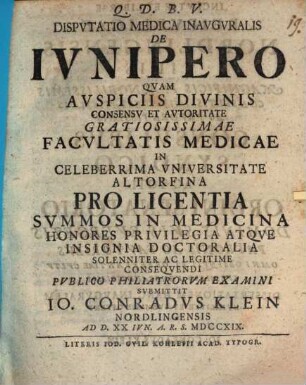 Q. D. B. V.
19.
DISPVTATIO MEDICA INAVGVRALIS
DE
IVNIPERO
QVAM
AVSPICIIS DIVINIS
CONSENSV ET AVTORITATE
GRATIOSISSIMAE
FACVLTATIS MEDICAE
IN
CELEBERRIMA VNIVERSITATE
ALTORFINA
PRO LICENTIA
SVMMOS IN MEDICINA
HONORES PRIVILEGIA ATQVE
INSIGNIA DOCTORALIA
SOLENNITER AC LEGITIME
CONSEQVENDI
PVBLICO PHILIATRORVM EXAMINI
SVBMITTIT
IO. CONRADVS KLEIN
NORDLINGENSIS
AD D. XX IVN. A. R. S. MDCCXIX.
LITERIS IOD. GVIL. KOHLESII ACAD. TYPOGR.